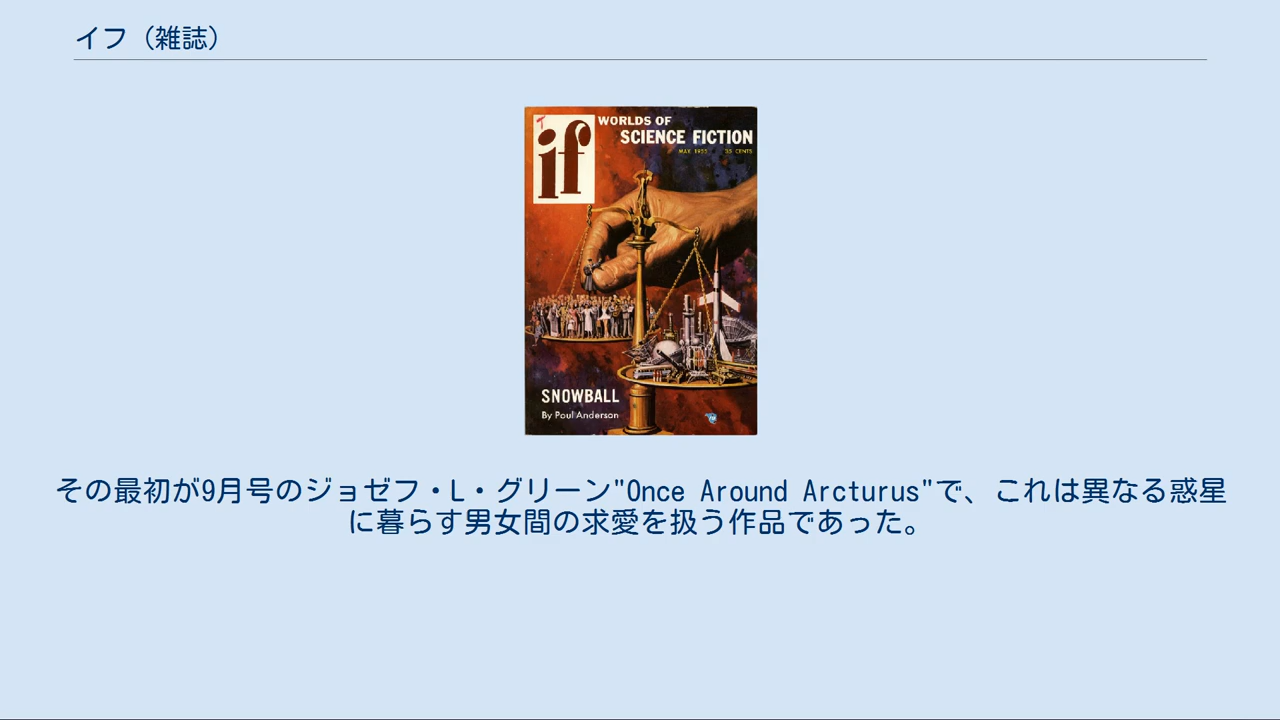 イフ（雑誌）
if
WORLDS OF
SCIENCE FICTION
MAY 1955 35 CENTS
SNOWBALL
By Poul Anderson
その最初が9月号のジョゼフ・L・グリーン"Once Around Arcturus"で、これは異なる惑星
に暮らす男女間の求愛を扱う作品であった。